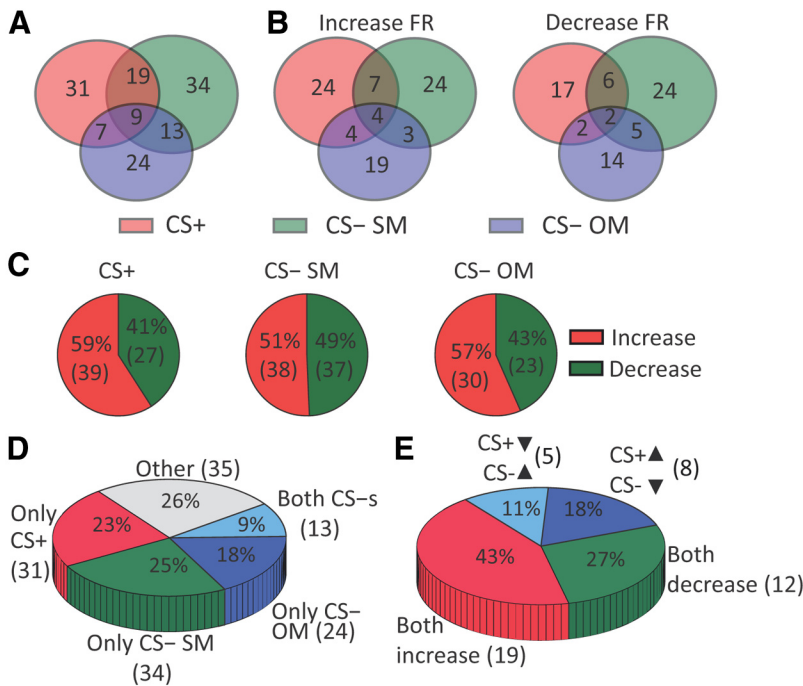 A
B
Increase FR
Decrease FR
31
19
34
9
7
13
24
24
7
24
4
4
3
19
17
6
24
2
2
5
14
CS+
CS− SM
CS− OM
C
CS+
CS− SM
CS− OM
59%
(39)
41%
(27)
51%
(38)
49%
(37)
57%
(30)
43%
(23)
Increase
Decrease
D
Other (35)
26%
Both CS−s
(13)
9%
Only
CS+
(31)
23%
25%
18%
Only CS−
OM (24)
Only CS− SM
(34)
E
CS+▼
CS-▲
(5)
CS+▲
CS- ▼
(8)
11%
18%
43%
27%
Both
decrease (12)
Both
increase (19)